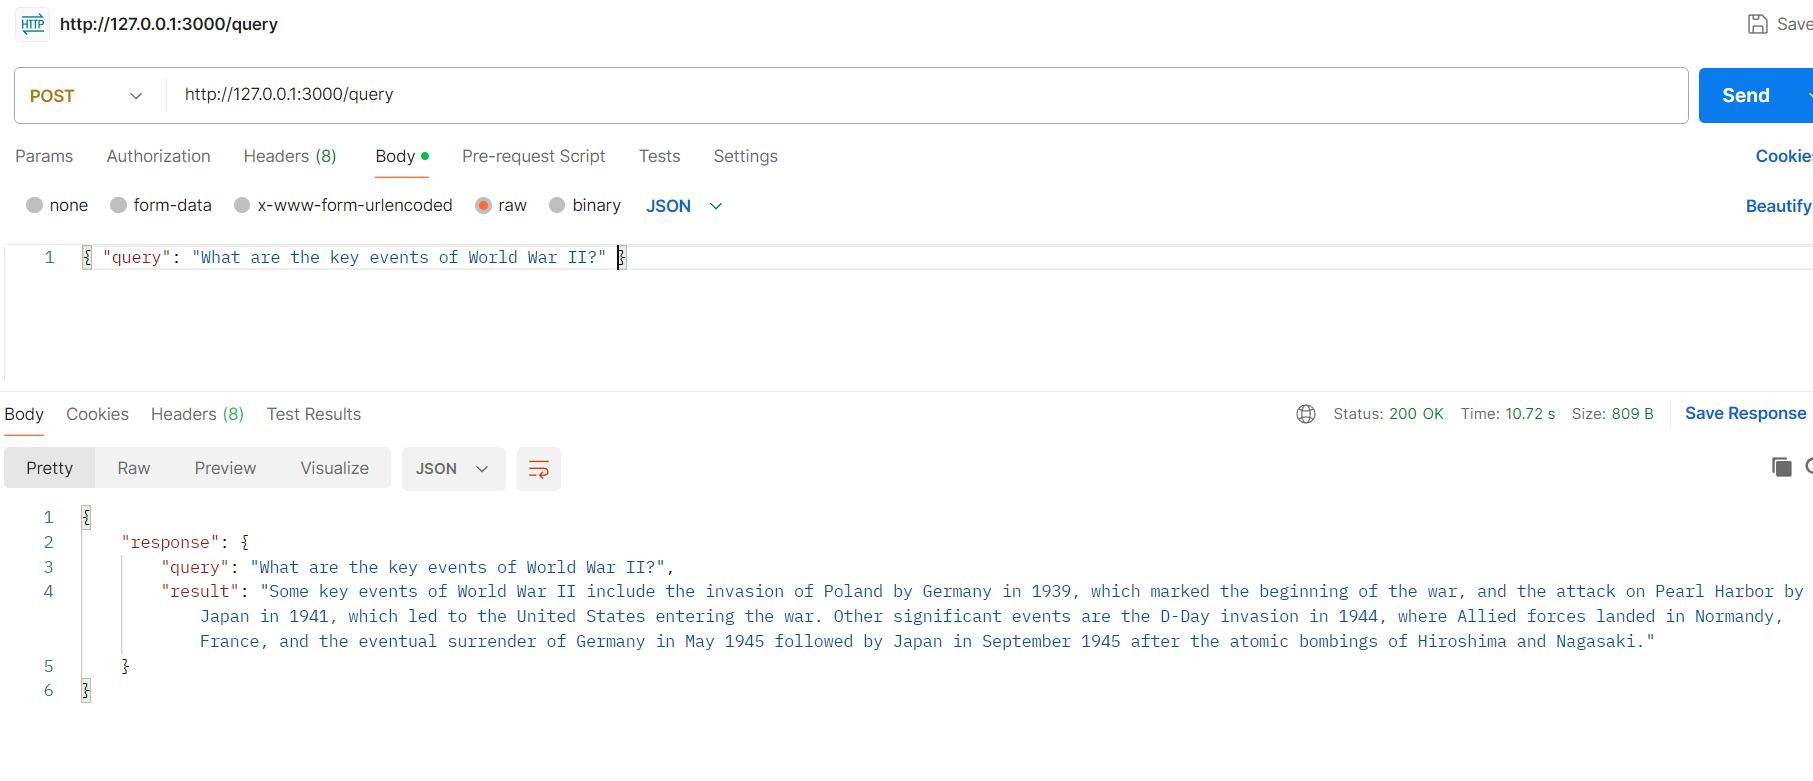 HTTP http://127.0.0.1:3000/query Save
POST http://127.0.0.1:3000/query Send
Params Authorization Headers (8) Body Pre-request Script Tests Settings Cookies
none form-data x-www-form-urlencoded raw binary JSON Beautify
1 { "query": "What are the key events of World War II?" }
Body Cookies Headers (8) Test Results Status: 200 OK Time: 10.72 s Size: 809 B Save Response
Pretty Raw Preview Visualize JSON
1 {
2 "response": {
3 "query": "What are the key events of World War II?",
4 "result": "Some key events of World War II include the invasion of Poland by Germany in 1939, which marked the beginning of the war, and the attack on Pearl Harbor by
Japan in 1941, which led to the United States entering the war. Other significant events are the D-Day invasion in 1944, where Allied forces landed in Normandy,
France, and the eventual surrender of Germany in May 1945 followed by Japan in September 1945 after the atomic bombings of Hiroshima and Nagasaki."
5 }
6 }